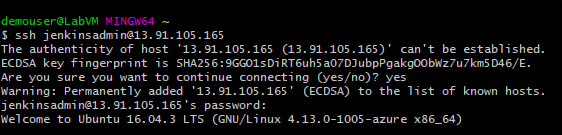 demouser@LabVM MINGW64 ~
$ ssh jenkinsadmin@13.91.105.165
The authenticity of host '13.91.105.165 (13.91.105.165)' can't be established.
ECDSA key fingerprint is SHA256:9GGO1sDiRT6uh5a07DJubpPgakgOObWz7u7km5D46/E.
Are you sure you want to continue connecting (yes/no)? yes
Warning: Permanently added '13.91.105.165' (ECDSA) to the list of known hosts.
jenkinsadmin@13.91.105.165's password:
Welcome to Ubuntu 16.04.3 LTS (GNU/Linux 4.13.0-1005-azure x86_64)